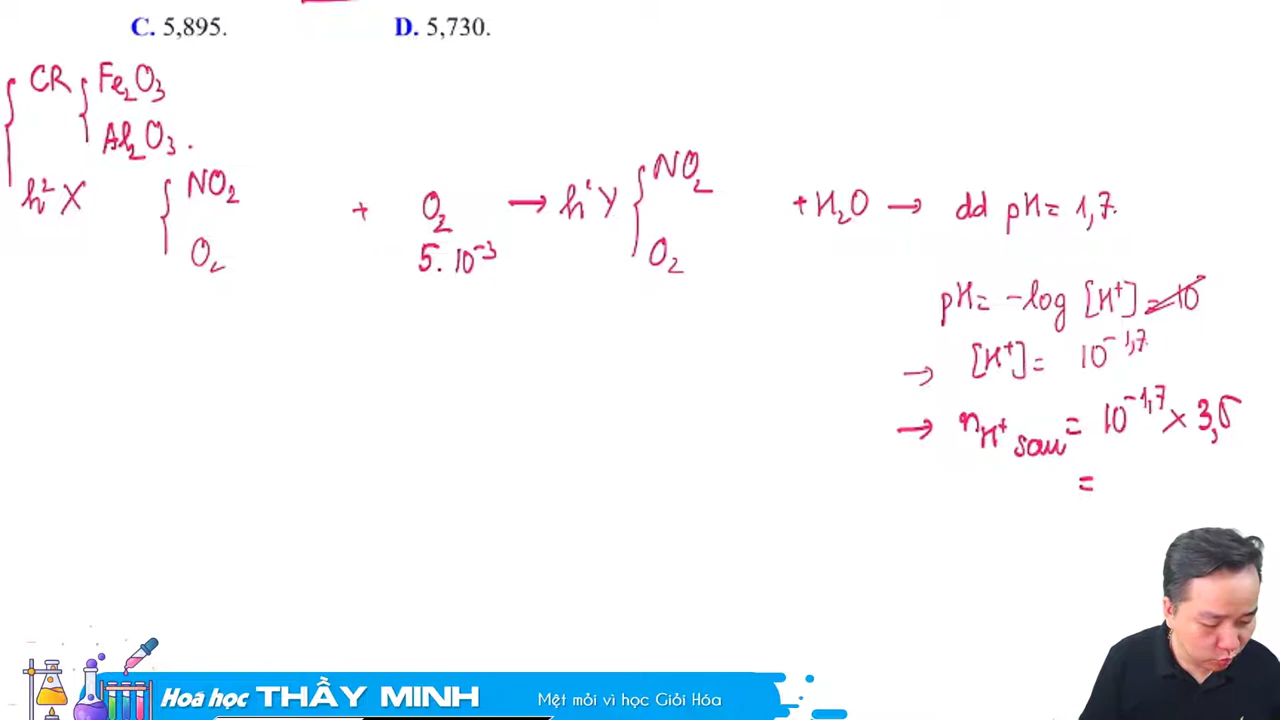 C. 5,895. D. 5,730.
CR { Fe₂O₃
Al₂O₃.
h² X { NO₂
O₂
+ O₂
5.10⁻³
→ h² Y { NO₂
O₂
+ H₂O → dd pH = 1,7.
pH = -log [H⁺] = 10
→ [H⁺] = 10⁻¹,⁷
→ nH⁺ sau = 10⁻¹,⁷ × 3,5
=
Hoá học THẦY MINH
Mệt mỏi vì học Giỏi Hóa